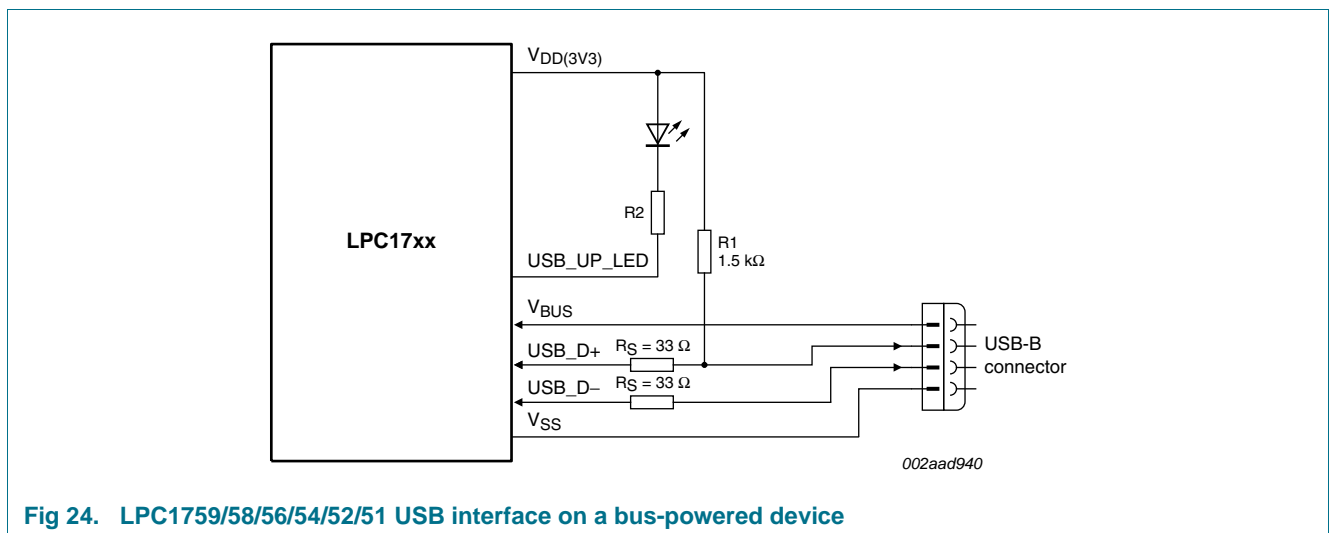 VDD(3V3)
R2
R1
1.5 kΩ
LPC17xx
USB_UP_LED
VBUS
USB_D+
RS = 33 Ω
USB-B
connector
USB_D−
RS = 33 Ω
VSS
002aad940
Fig 24. LPC1759/58/56/54/52/51 USB interface on a bus-powered device